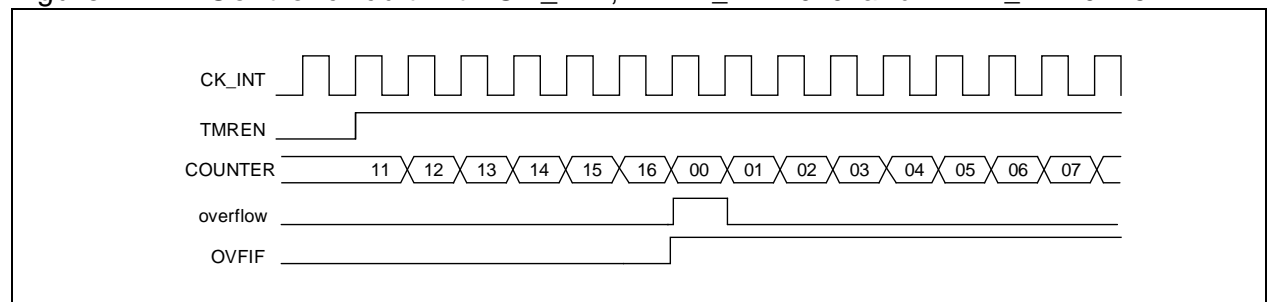 CK_INT
TMREN
COUNTER 11 12 13 14 15 16 00 01 02 03 04 05 06 07
overflow
OVFIF